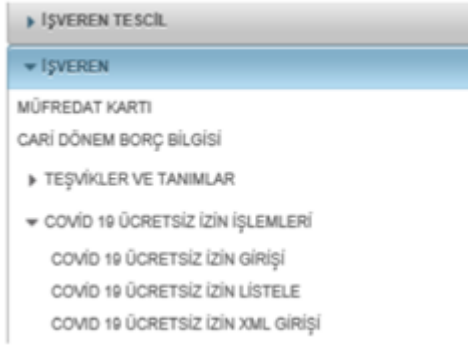 İŞVEREN TESCİL
İŞVEREN
MÜFREDAT KARTI
CARİ DÖNEM BORÇ BİLGİSİ
TEŞVİKLER VE TANIMLAR
COVİD 19 ÜCRETSİZ İZİN İŞLEMLERİ
COVİD 19 ÜCRETSİZ İZİN GİRİŞİ
COVİD 19 ÜCRETSİZ İZİN LİSTELE
COVID 19 ÜCRETSİZ İZİN XML GİRİŞİ